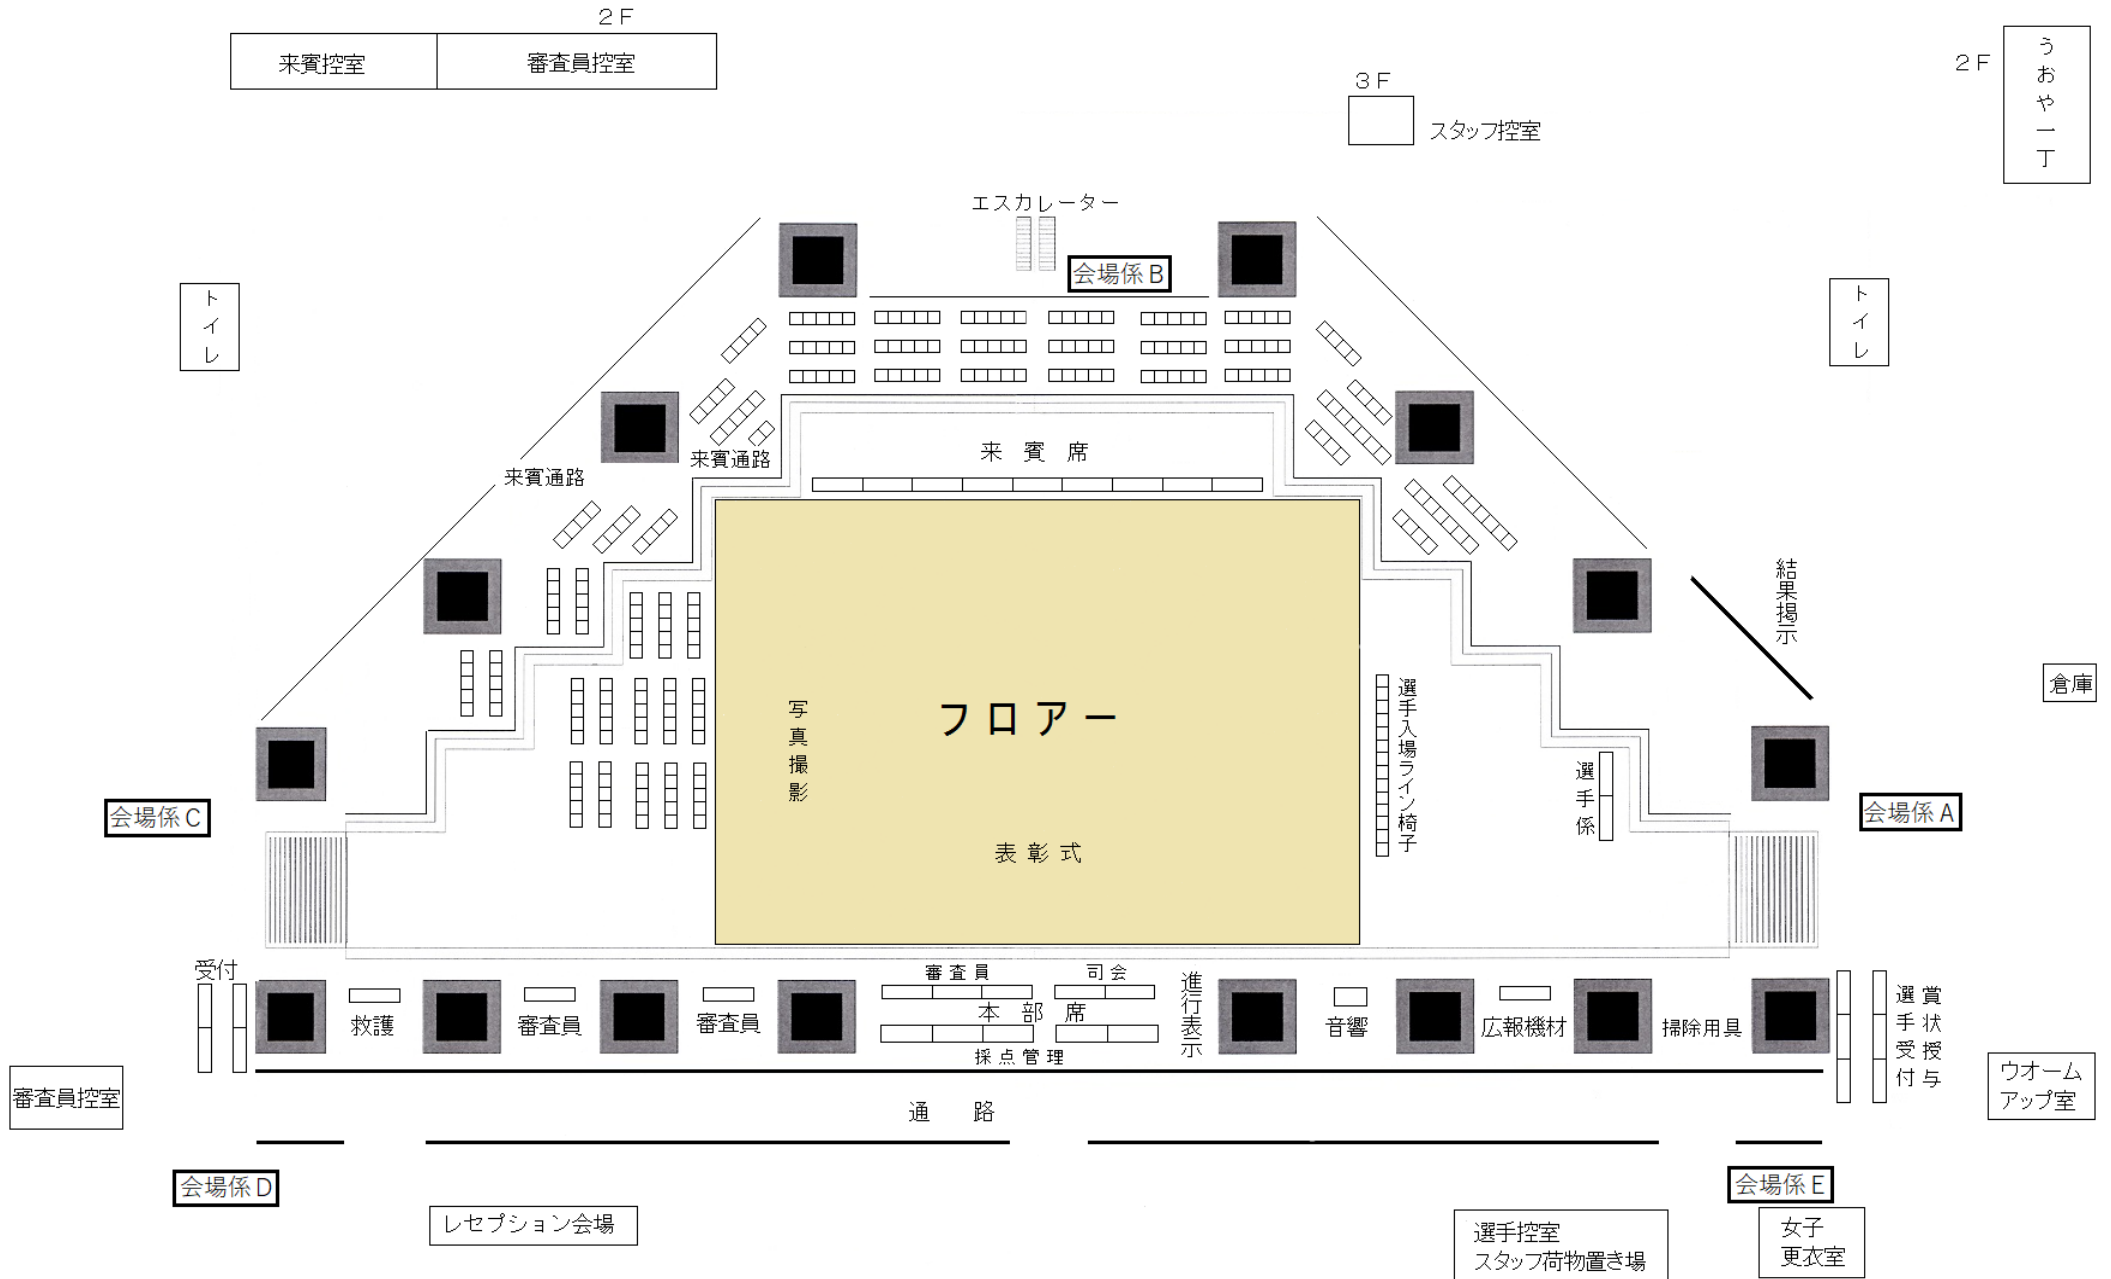 ２Ｆ
来賓控室
審査員控室
２Ｆ
うおや一丁
３Ｆ
スタッフ控室
エスカレーター
会場係Ｂ
トイレ
トイレ
来賓通路
来賓通路
来賓席
結果掲示
倉庫
写真撮影
フロアー
選手入場ライン椅子
選手係
会場係Ｃ
会場係Ａ
表彰式
受付
審査員
司会
進行表示
本部席
救護
審査員
審査員
採点管理
音響
広報機材
掃除用具
選手受付
賞状授与
審査員控室
ウオーム
アップ室
通路
会場係Ｄ
会場係Ｅ
レセプション会場
選手控室
スタッフ荷物置き場
女子
更衣室